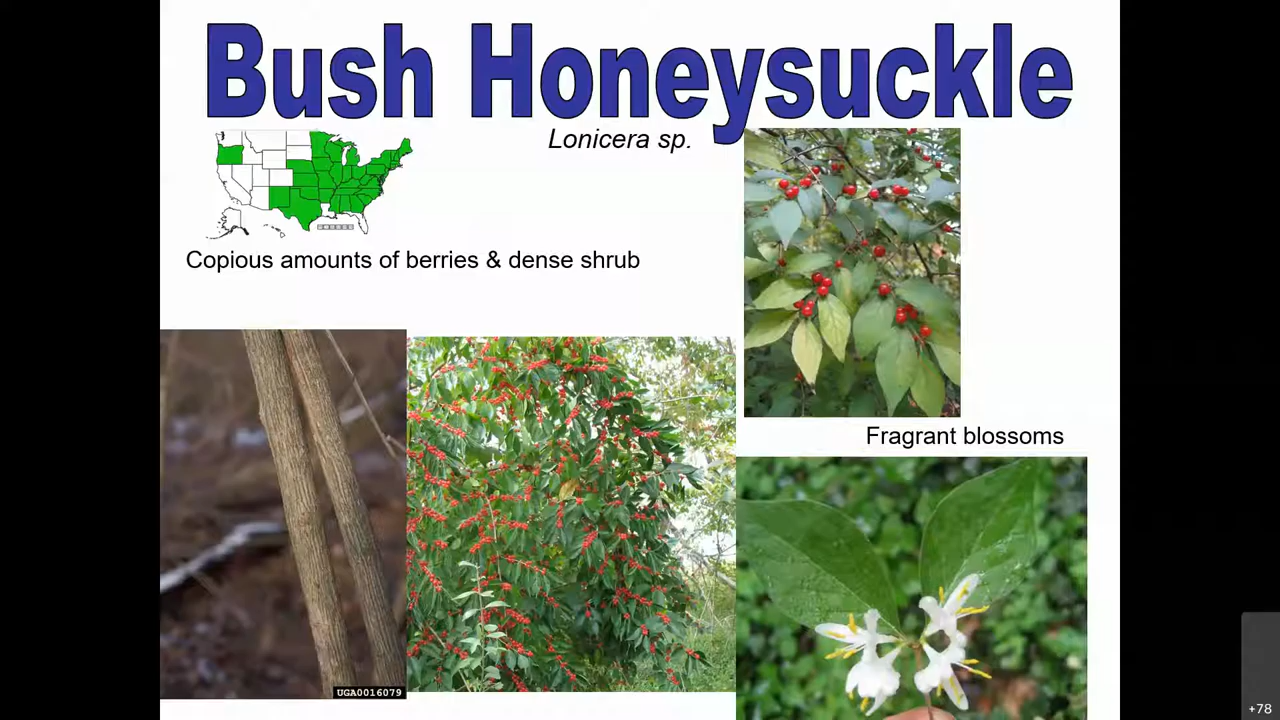 Bush Honeysuckle
Lonicera sp.
Copious amounts of berries & dense shrub
Fragrant blossoms
UGA0016079
+78